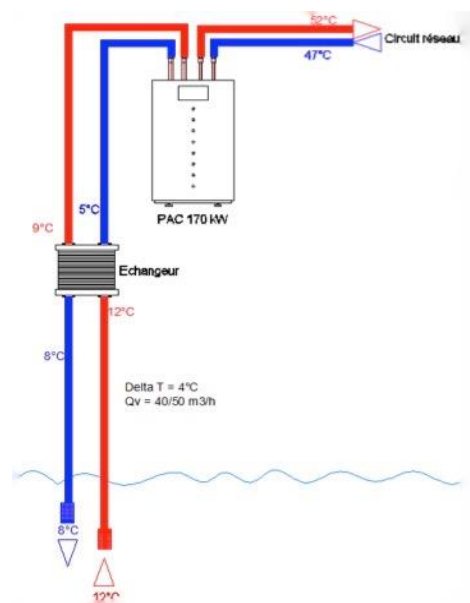 52°C
Circuit réseau
47°C
5°C
PAC 170 kW
9°C
Echangeur
12°C
8°C
Delta T = 4°C
Qv = 40/50 m3/h
8°C
12°C